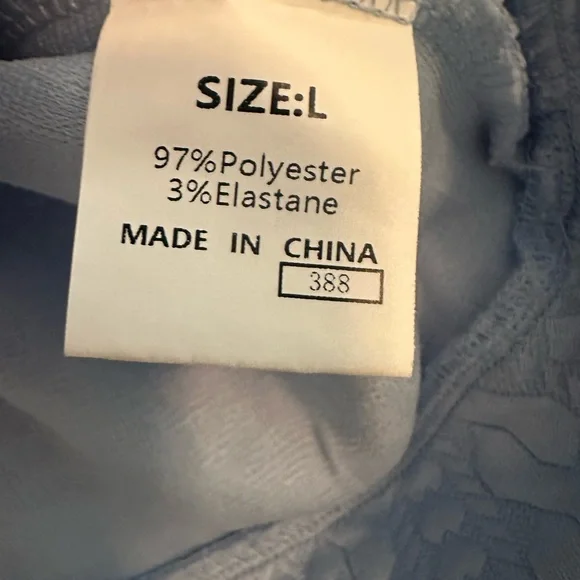 SIZE:L
97%Polyester
3%Elastane
MADE IN CHINA
388